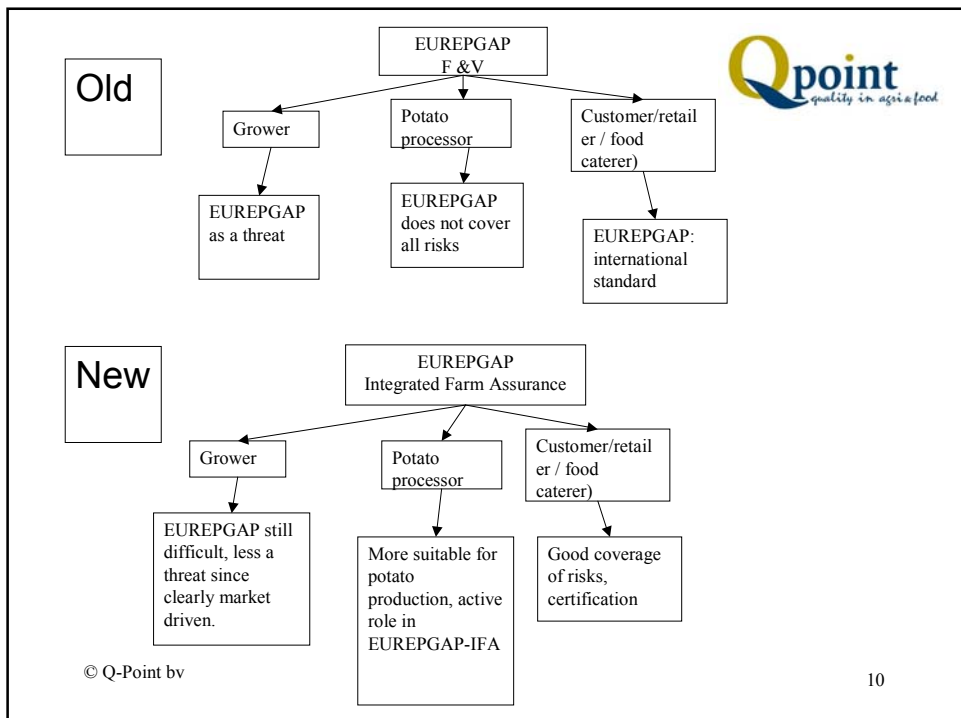 Old
EUREPGAP
F &V
Qpoint
quality in agri & food
Grower
Potato
processor
Customer/retail
er / food
caterer)
EUREPGAP
as a threat
EUREPGAP
does not cover
all risks
EUREPGAP:
international
standard
New
EUREPGAP
Integrated Farm Assurance
Grower
Potato
processor
Customer/retail
er / food
caterer)
EUREPGAP still
difficult, less a
threat since
clearly market
driven.
More suitable for
potato
production, active
role in
EUREPGAP-IFA
Good coverage
of risks,
certification
© Q-Point bv
10